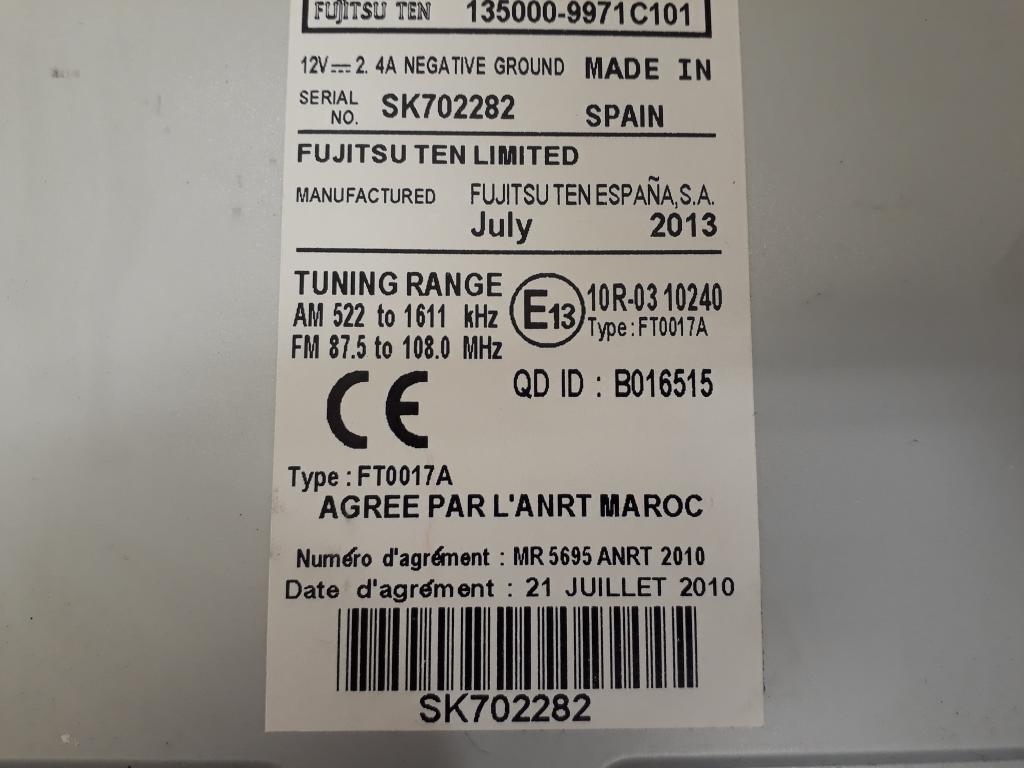 FUJITSU TEN 135000-9971C101
12V⎓2. 4A NEGATIVE GROUND MADE IN
SERIAL NO. SK702282 SPAIN
FUJITSU TEN LIMITED
MANUFACTURED FUJITSU TEN ESPAÑA,S.A.
July 2013
TUNING RANGE
AM 522 to 1611 kHz
FM 87.5 to 108.0 MHz
E13
10R-03 10240
Type : FT0017A
CE
QD ID : B016515
Type : FT0017A
AGREE PAR L'ANRT MAROC
Numéro d'agrément : MR 5695 ANRT 2010
Date d'agrément : 21 JUILLET 2010
SK702282